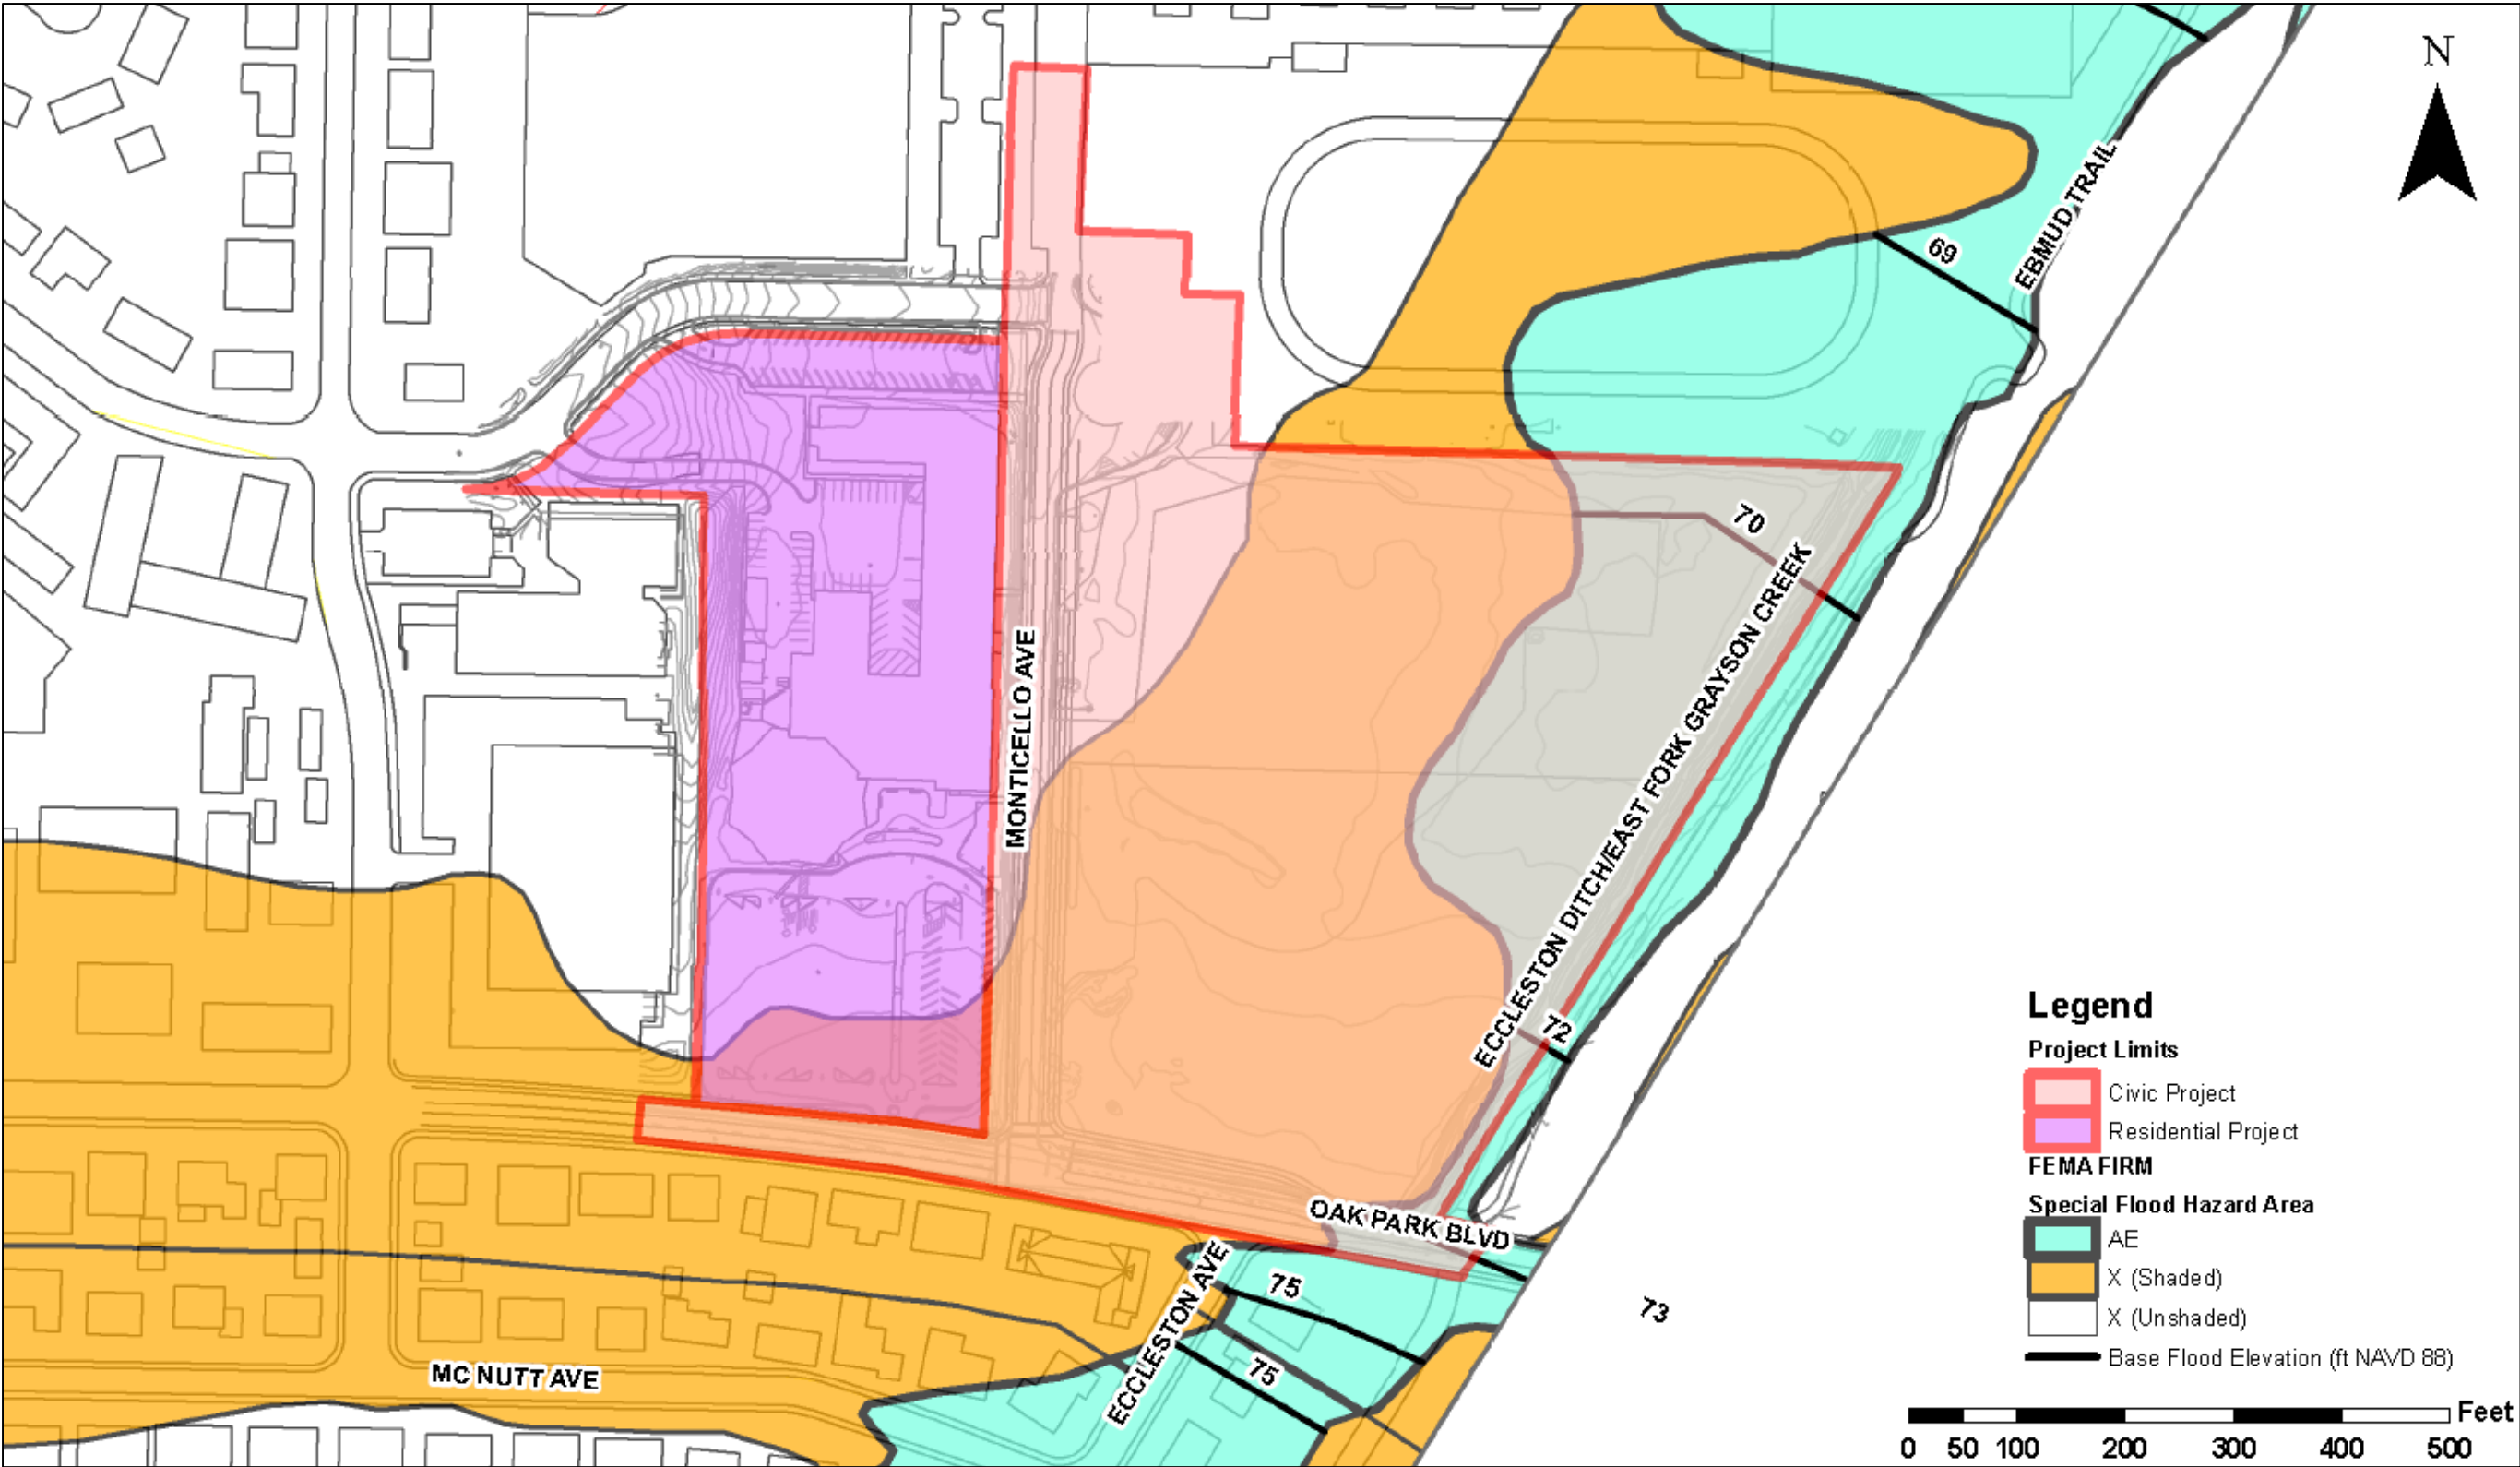 N
69
EBMUD TRAIL
70
MONTICELLO AVE
ECCLESTON DITCH/EAST FORK GRAYSON CREEK
72
OAK PARK BLVD
ECCLESTON AVE
75
73
75
MC NUTT AVE
Legend
Project Limits
Civic Project
Residential Project
FEMA FIRM
Special Flood Hazard Area
AE
X (Shaded)
X (Unshaded)
Base Flood Elevation (ft NAVD 88)
Feet
0 50 100 200 300 400 500